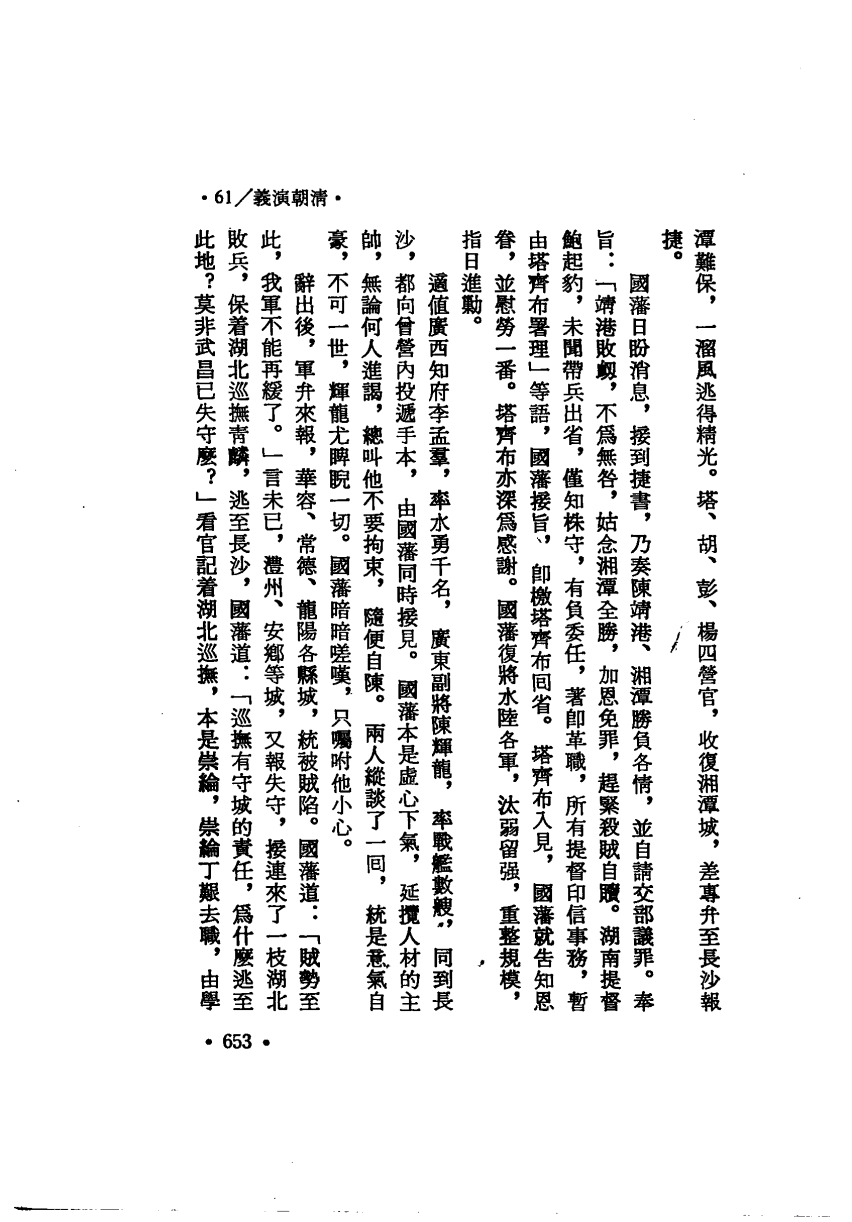 •61／義演朝清•
潭難保，一溜風逃得精光。塔、胡、彭、楊四營官，收復湘潭城，差專弁至長沙報
捷。
國藩日盼消息，接到捷書，乃奏陳靖港、湘潭勝負各情，並自請交部議罪。奉
旨：「靖港敗衂，不爲無咎，姑念湘潭全勝，加恩免罪，趕緊殺賊自贖。湖南提督
鮑起豹，未聞帶兵出省，僅知株守，有負委任，著卽革職，所有提督印信事務，暫
由塔齊布署理」等語，國藩接旨，卽檄塔齊布囘省。塔齊布入見，國藩就告知恩
眷，並慰勞一番。塔齊布亦深爲感謝。國藩復將水陸各軍，汰弱留强，重整規模，
指日進勦。
適值廣西知府李孟羣，率水勇千名，廣東副將陳輝龍，率戰艦數艘，同到長
沙，都向曾營內投遞手本，由國藩同時接見。國藩本是虛心下氣，延攬人材的主
帥，無論何人進謁，總叫他不要拘束，隨便自陳。兩人縱談了一囘，統是意氣自
豪，不可一世，輝龍尤睥睨一切。國藩暗暗嗟嘆，只囑咐他小心。
辭出後，軍弁來報，華容、常德、龍陽各縣城，統被賊陷。國藩道：「賊勢至
此，我軍不能再緩了。」言未已，澧州、安鄉等城，又報失守，接連來了一枝湖北
敗兵，保着湖北巡撫靑麟，逃至長沙，國藩道：「巡撫有守城的責任，爲什麼逃至
此地？莫非武昌已失守麼？」看官記着湖北巡撫，本是崇綸，崇綸丁艱去職，由學
•653•